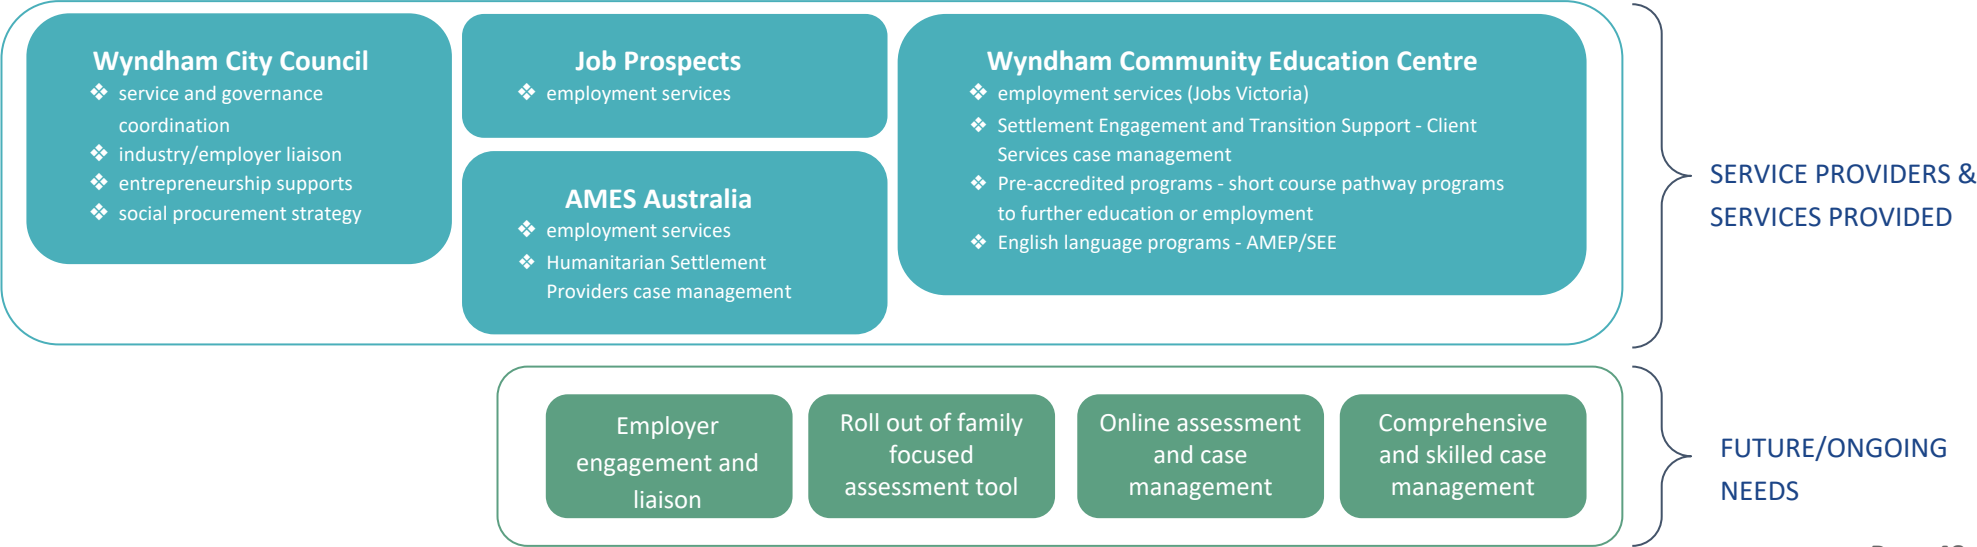 Wyndham City Council
❖ service and governance
coordination
❖ industry/employer liaison
❖ entrepreneurship supports
❖ social procurement strategy
Job Prospects
❖ employment services
AMES Australia
❖ employment services
❖ Humanitarian Settlement
Providers case management
Wyndham Community Education Centre
❖ employment services (Jobs Victoria)
❖ Settlement Engagement and Transition Support - Client
Services case management
❖ Pre-accredited programs - short course pathway programs
to further education or employment
❖ English language programs - AMEP/SEE
SERVICE PROVIDERS &
SERVICES PROVIDED
Employer
engagement and
liaison
Roll out of family
focused
assessment tool
Online assessment
and case
management
Comprehensive
and skilled case
management
FUTURE/ONGOING
NEEDS